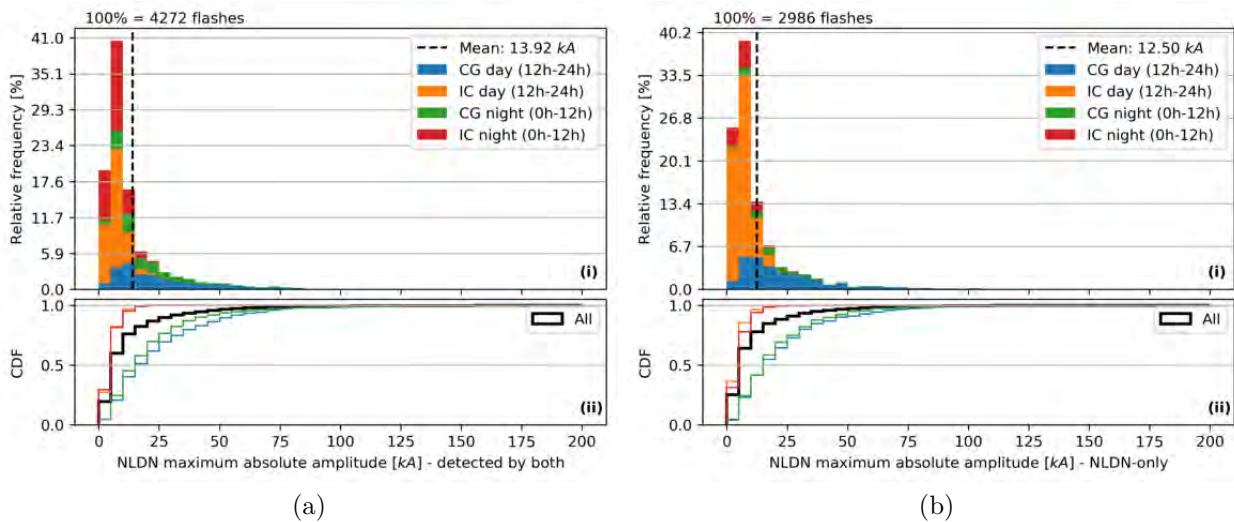 100% = 4272 flashes
41.0
35.1
29.3
23.4
17.6
11.7
5.9
0.0
Relative frequency [%]
Mean: 13.92 kA
CG day (12h-24h)
IC day (12h-24h)
CG night (0h-12h)
IC night (0h-12h)
(i)
1.0
0.5
0.0
CDF
All
(ii)
0 25 50 75 100 125 150 175 200
NLDN maximum absolute amplitude [kA] - detected by both
(a)
100% = 2986 flashes
40.2
33.5
26.8
20.1
13.4
6.7
0.0
Relative frequency [%]
Mean: 12.50 kA
CG day (12h-24h)
IC day (12h-24h)
CG night (0h-12h)
IC night (0h-12h)
(i)
1.0
0.5
0.0
CDF
All
(ii)
0 25 50 75 100 125 150 175 200
NLDN maximum absolute amplitude [kA] - NLDN-only
(b)